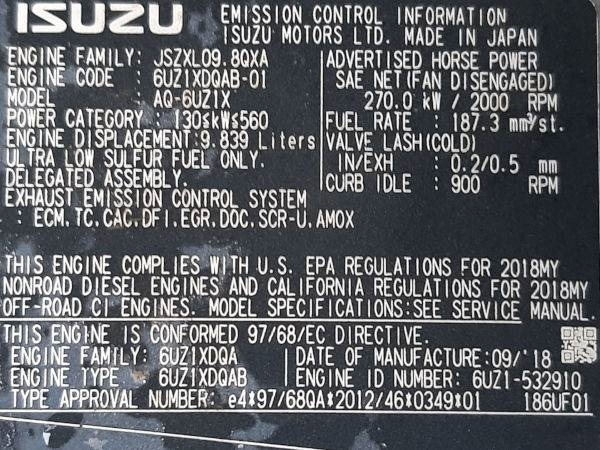 ISUZU EMISSION CONTROL INFORMATION
ISUZU MOTORS LTD. MADE IN JAPAN
ENGINE FAMILY: JSZXL09.8QXA
ENGINE CODE : 6UZ1XDQAB-01
MODEL : AQ-6UZ1X
POWER CATEGORY : 130≤kW≤560
ENGINE DISPLACEMENT:9.839 Liters
ULTRA LOW SULFUR FUEL ONLY.
DELEGATED ASSEMBLY.
EXHAUST EMISSION CONTROL SYSTEM
: ECM.TC.CAC.DFI.EGR.DOC.SCR-U.AMOX
ADVERTISED HORSE POWER
SAE NET(FAN DISENGAGED)
270.0 kW / 2000 RPM
FUEL RATE : 187.3 mm³/st.
VALVE LASH(COLD)
IN/EXH : 0.2/0.5 mm
CURB IDLE : 900 RPM
THIS ENGINE COMPLIES WITH U.S. EPA REGULATIONS FOR 2018MY
NONROAD DIESEL ENGINES AND CALIFORNIA REGULATIONS FOR 2018MY
OFF-ROAD CI ENGINES. MODEL SPECIFICATIONS:SEE SERVICE MANUAL.
THIS ENGINE IS CONFORMED 97/68/EC DIRECTIVE.
ENGINE FAMILY: 6UZ1XDQA
ENGINE TYPE : 6UZ1XDQAB
DATE OF MANUFACTURE:09/'18
ENGINE ID NUMBER: 6UZ1-532910
TYPE APPROVAL NUMBER: e4*97/68QA*2012/46*0349*01 186UF01